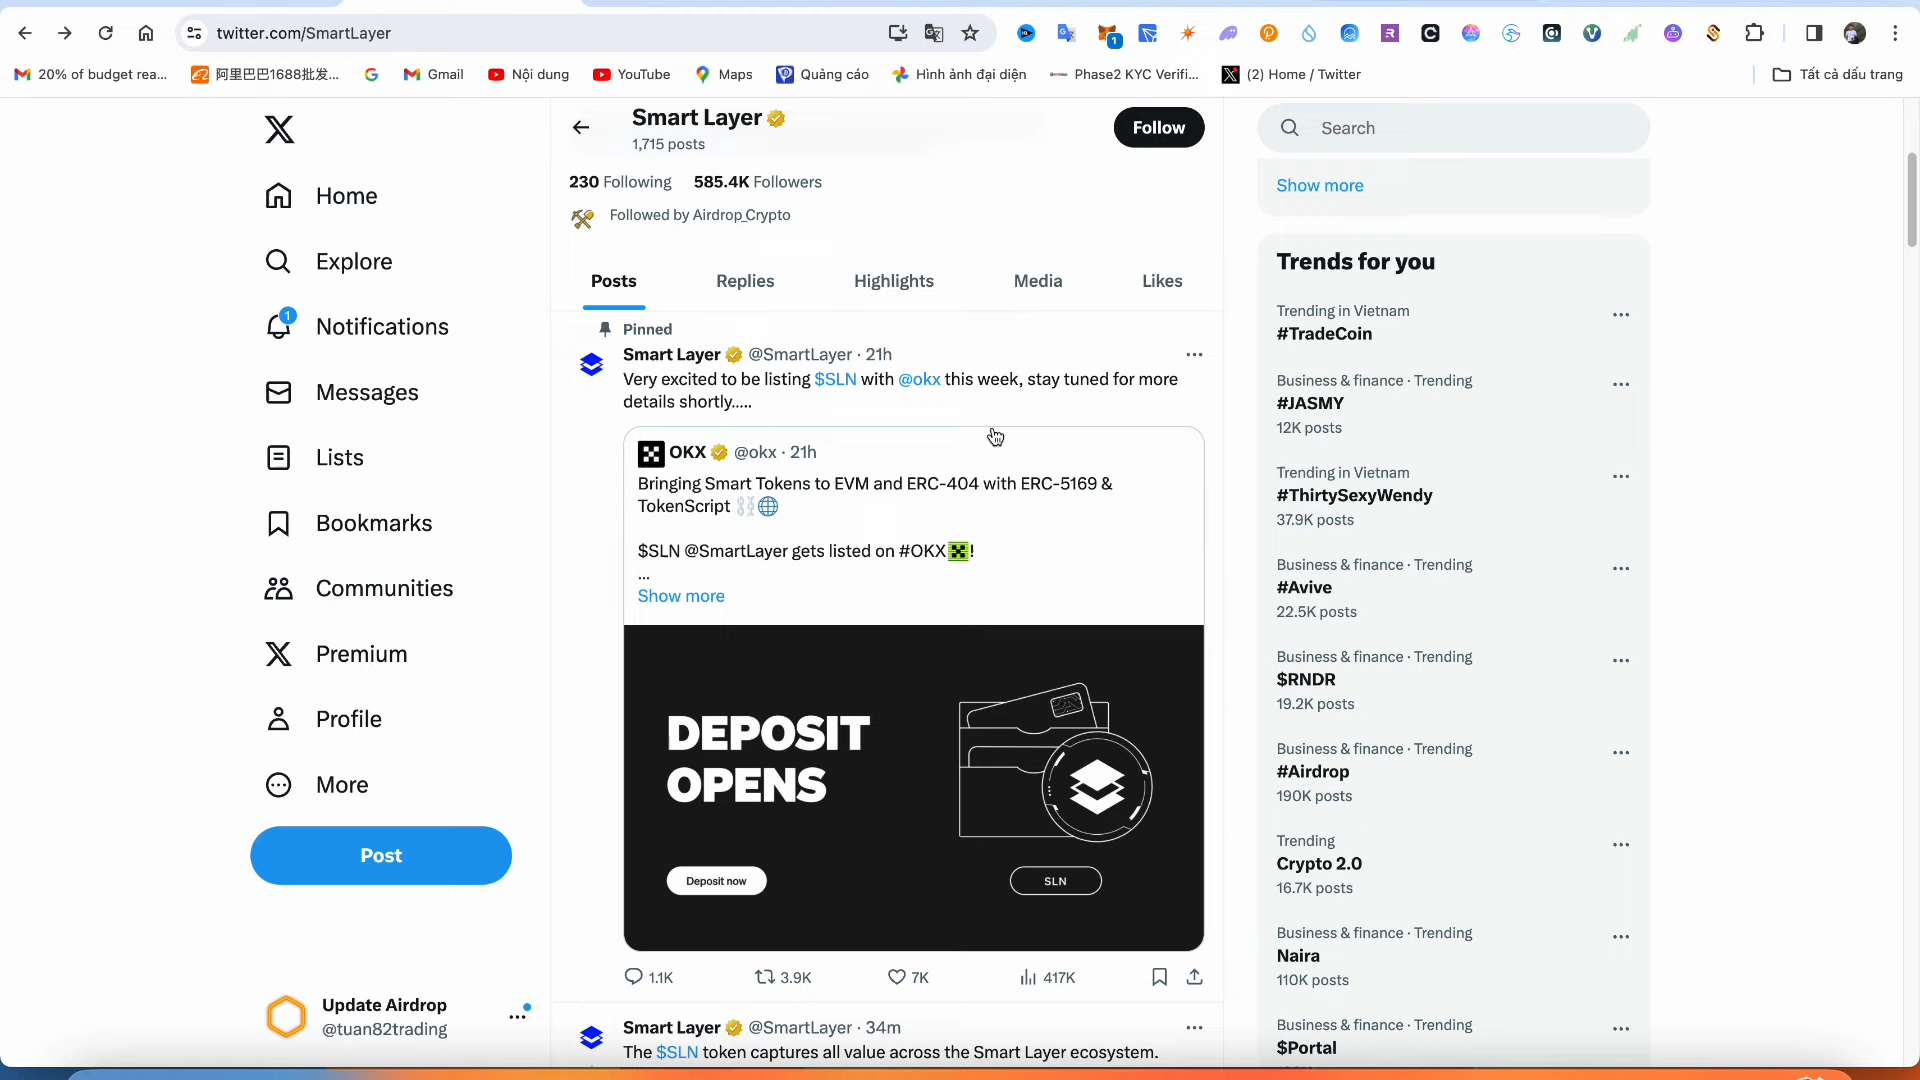 twitter.com/SmartLayer
1
20% of budget rea...
阿里巴巴1688批发...
Gmail
Nội dung
YouTube
Maps
Quảng cáo
Hình ảnh đại diện
Phase2 KYC Verifi...
(2) Home / Twitter
Tất cả dấu trang
Home
Explore
1
Notifications
Messages
Lists
Bookmarks
Communities
Premium
Profile
More
Post
Update Airdrop
@tuan82trading
Smart Layer
1,715 posts
Follow
230 Following 585.4K Followers
Followed by Airdrop_Crypto
Posts Replies Highlights Media Likes
Pinned
Smart Layer @SmartLayer · 21h
Very excited to be listing $SLN with @okx this week, stay tuned for more
details shortly.....
OKX @okx · 21h
Bringing Smart Tokens to EVM and ERC-404 with ERC-5169 &
TokenScript
$SLN @SmartLayer gets listed on #OKX!
...
Show more
DEPOSIT
OPENS
Deposit now
SLN
1.1K 3.9K 7K 417K
Smart Layer @SmartLayer · 34m
The $SLN token captures all value across the Smart Layer ecosystem.
Search
Show more
Trends for you
Trending in Vietnam
#TradeCoin
Business & finance · Trending
#JASMY
12K posts
Trending in Vietnam
#ThirtySexyWendy
37.9K posts
Business & finance · Trending
#Avive
22.5K posts
Business & finance · Trending
$RNDR
19.2K posts
Business & finance · Trending
#Airdrop
190K posts
Trending
Crypto 2.0
16.7K posts
Business & finance · Trending
Naira
110K posts
Business & finance · Trending
$Portal